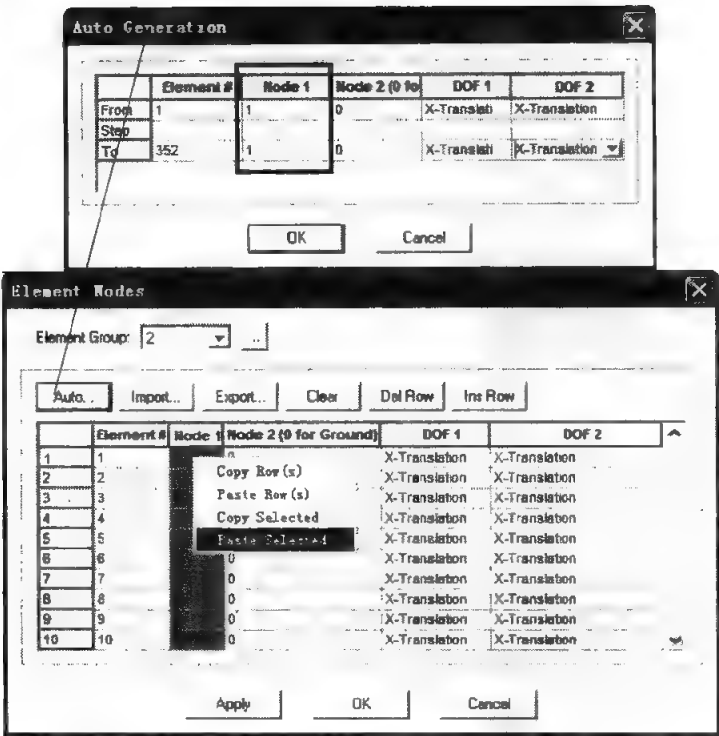 Auto Generation
Element # Node 1 Node 2 (0 fo DOF 1 DOF 2
From 1 1 0 X-Translati X-Translation
Step
To 352 1 0 X-Translati X-Translation
OK Cancel
Element Nodes
Element Group: 2 ..
Auto. . Import... Export... Clear Del Row Ins Row
Element # Node 1 Node 2 (0 for Ground) DOF 1 DOF 2
1 1 0 X-Translation X-Translation
2 2 Copy Row(s) X-Translation X-Translation
3 3 Paste Row(s) X-Translation X-Translation
4 4 Copy Selected X-Translation X-Translation
5 5 Paste Selected X-Translation X-Translation
6 6 0 X-Translation X-Translation
7 7 0 X-Translation X-Translation
8 8 0 X-Translation X-Translation
9 9 0 X-Translation X-Translation
10 10 0 X-Translation X-Translation
Apply OK Cancel